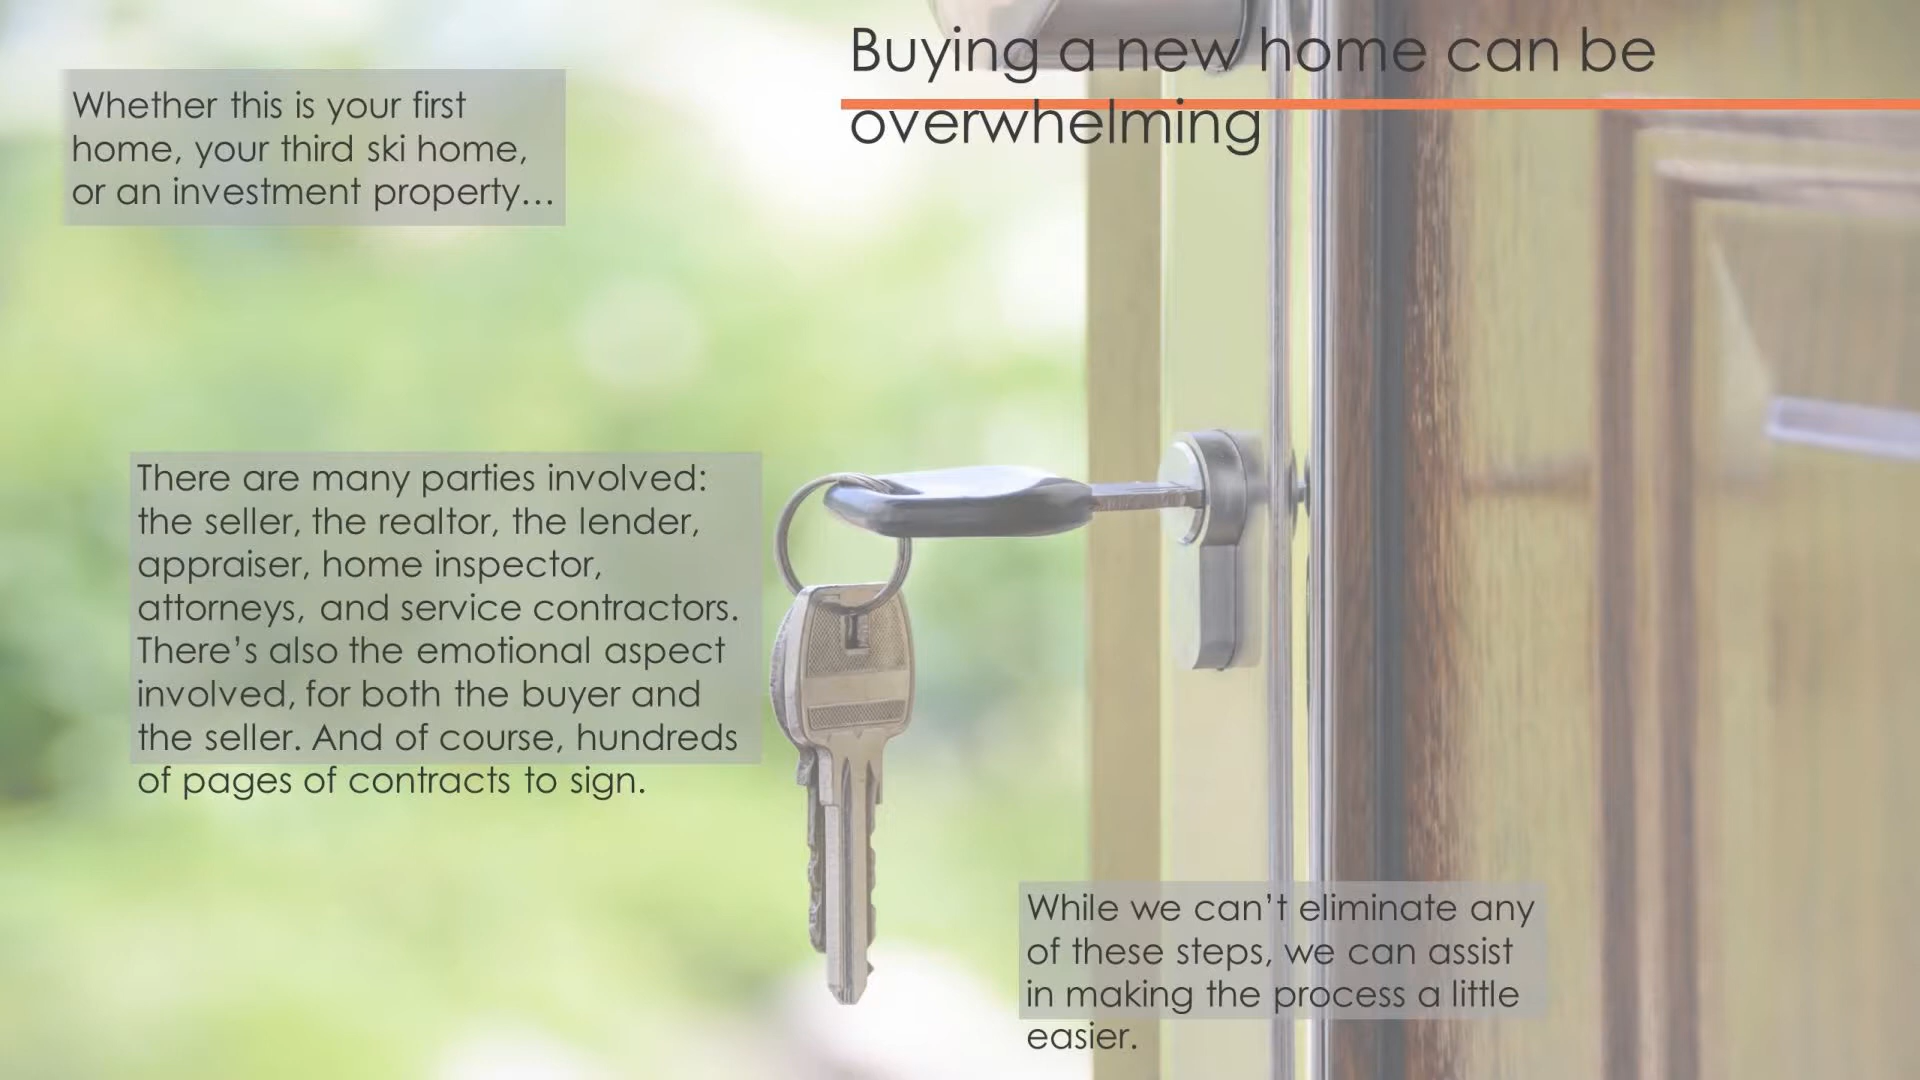 Buying a new home can be
overwhelming
Whether this is your first
home, your third ski home,
or an investment property…
There are many parties involved:
the seller, the realtor, the lender,
appraiser, home inspector,
attorneys, and service contractors.
There’s also the emotional aspect
involved, for both the buyer and
the seller. And of course, hundreds
of pages of contracts to sign.
While we can’t eliminate any
of these steps, we can assist
in making the process a little
easier.